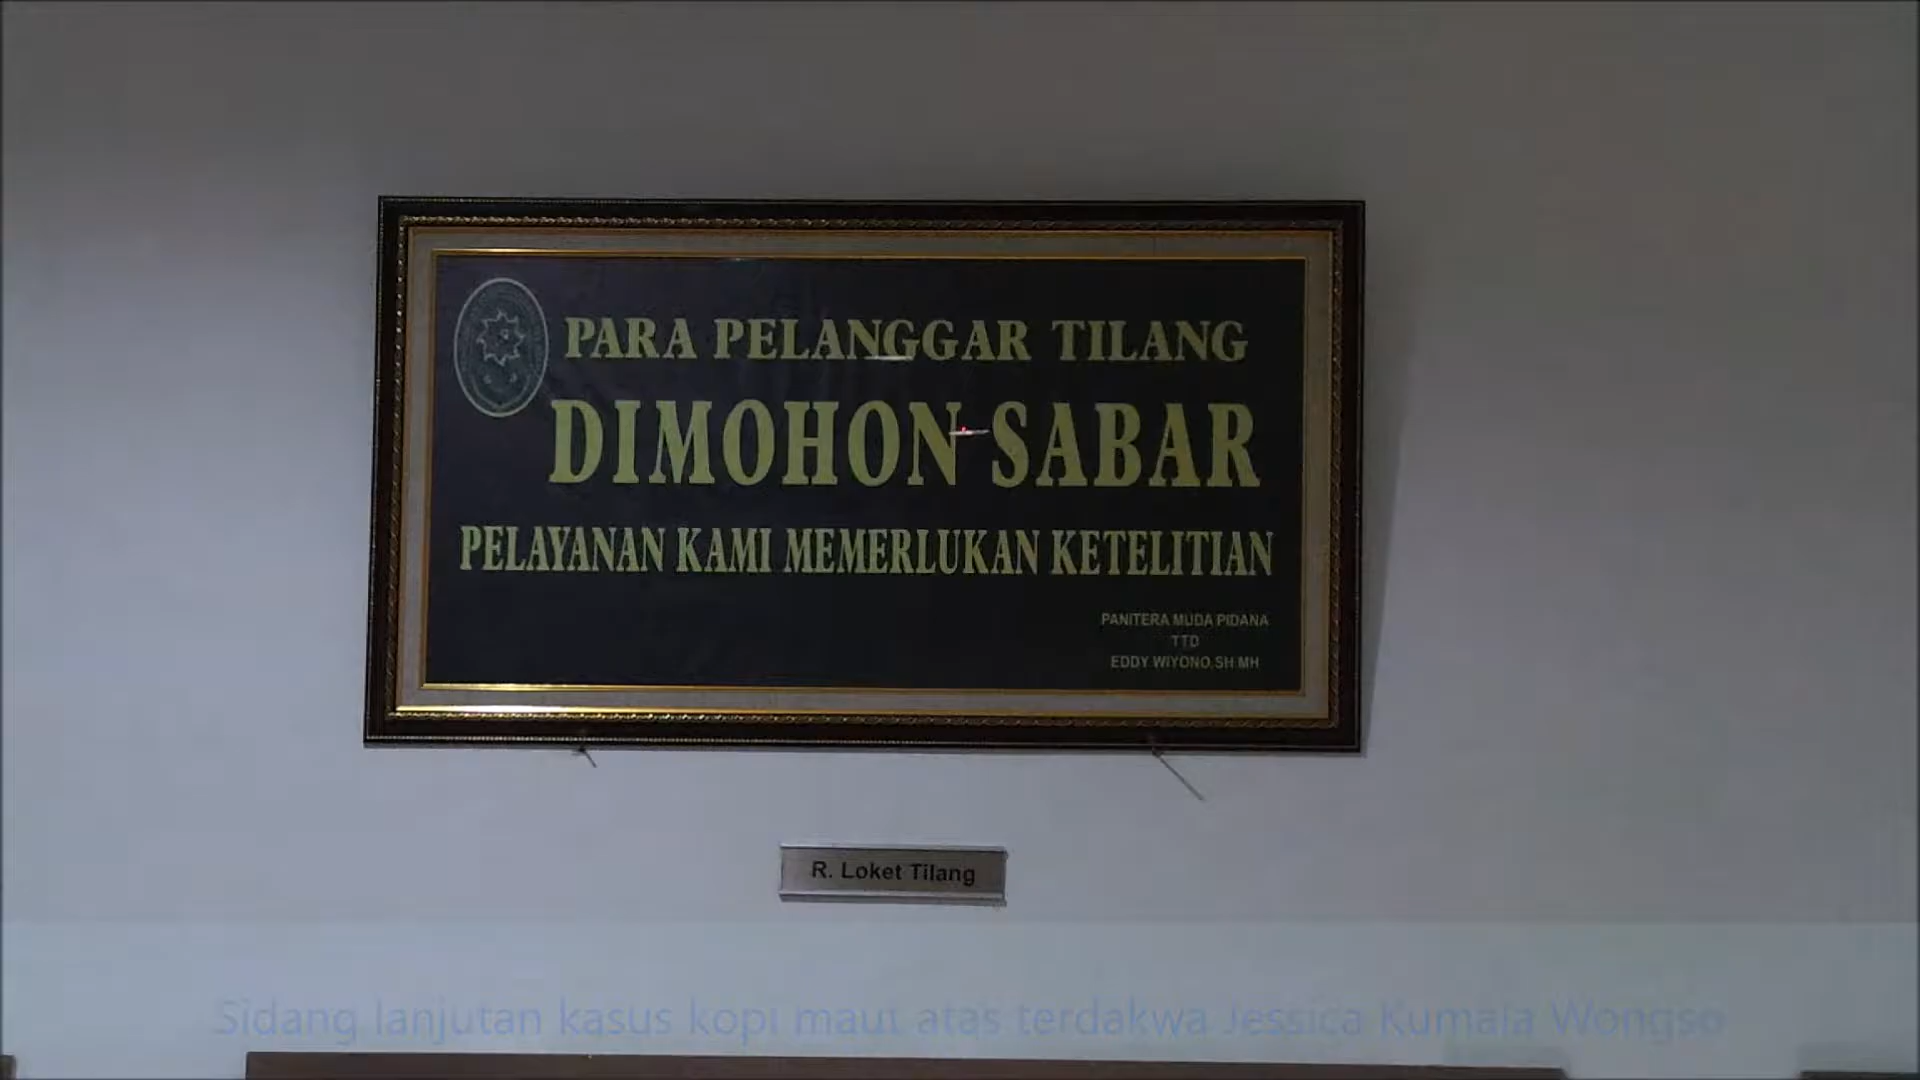 PARA PELANGGAR TILANG
DIMOHON SABAR
PELAYANAN KAMI MEMERLUKAN KETELITIAN
PANITERA MUDA PIDANA
TTD
EDDY WIYONO,SH MH
R. Loket Tilang
Sidang lanjutan kasus kopi maut atas terdakwa Jessica Kumala Wongso